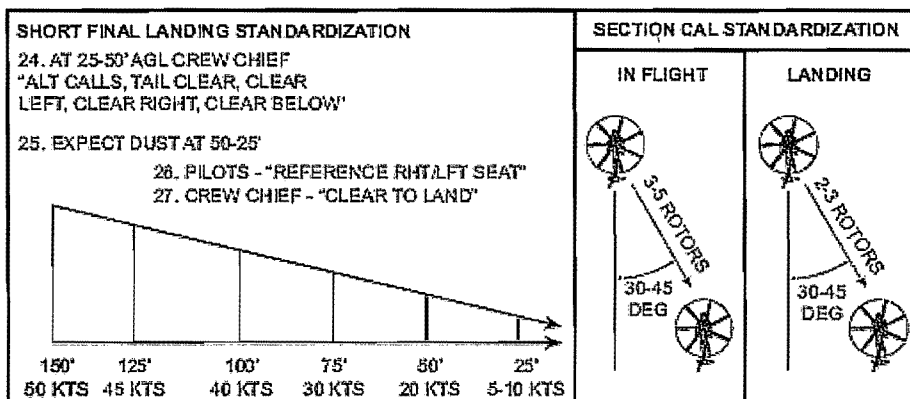 SHORT FINAL LANDING STANDARDIZATION
24. AT 25-50' AGL CREW CHIEF
"ALT CALLS, TAIL CLEAR, CLEAR
LEFT, CLEAR RIGHT, CLEAR BELOW"
25. EXPECT DUST AT 50-25'
26. PILOTS - "REFERENCE RHT/LFT SEAT"
27. CREW CHIEF - "CLEAR TO LAND"
150' 125' 100' 75' 50' 25'
50 KTS 45 KTS 40 KTS 30 KTS 20 KTS 5-10 KTS
SECTION CAL STANDARDIZATION
IN FLIGHT
3-5 ROTORS
30-45
DEG
LANDING
2-3 ROTORS
30-45
DEG